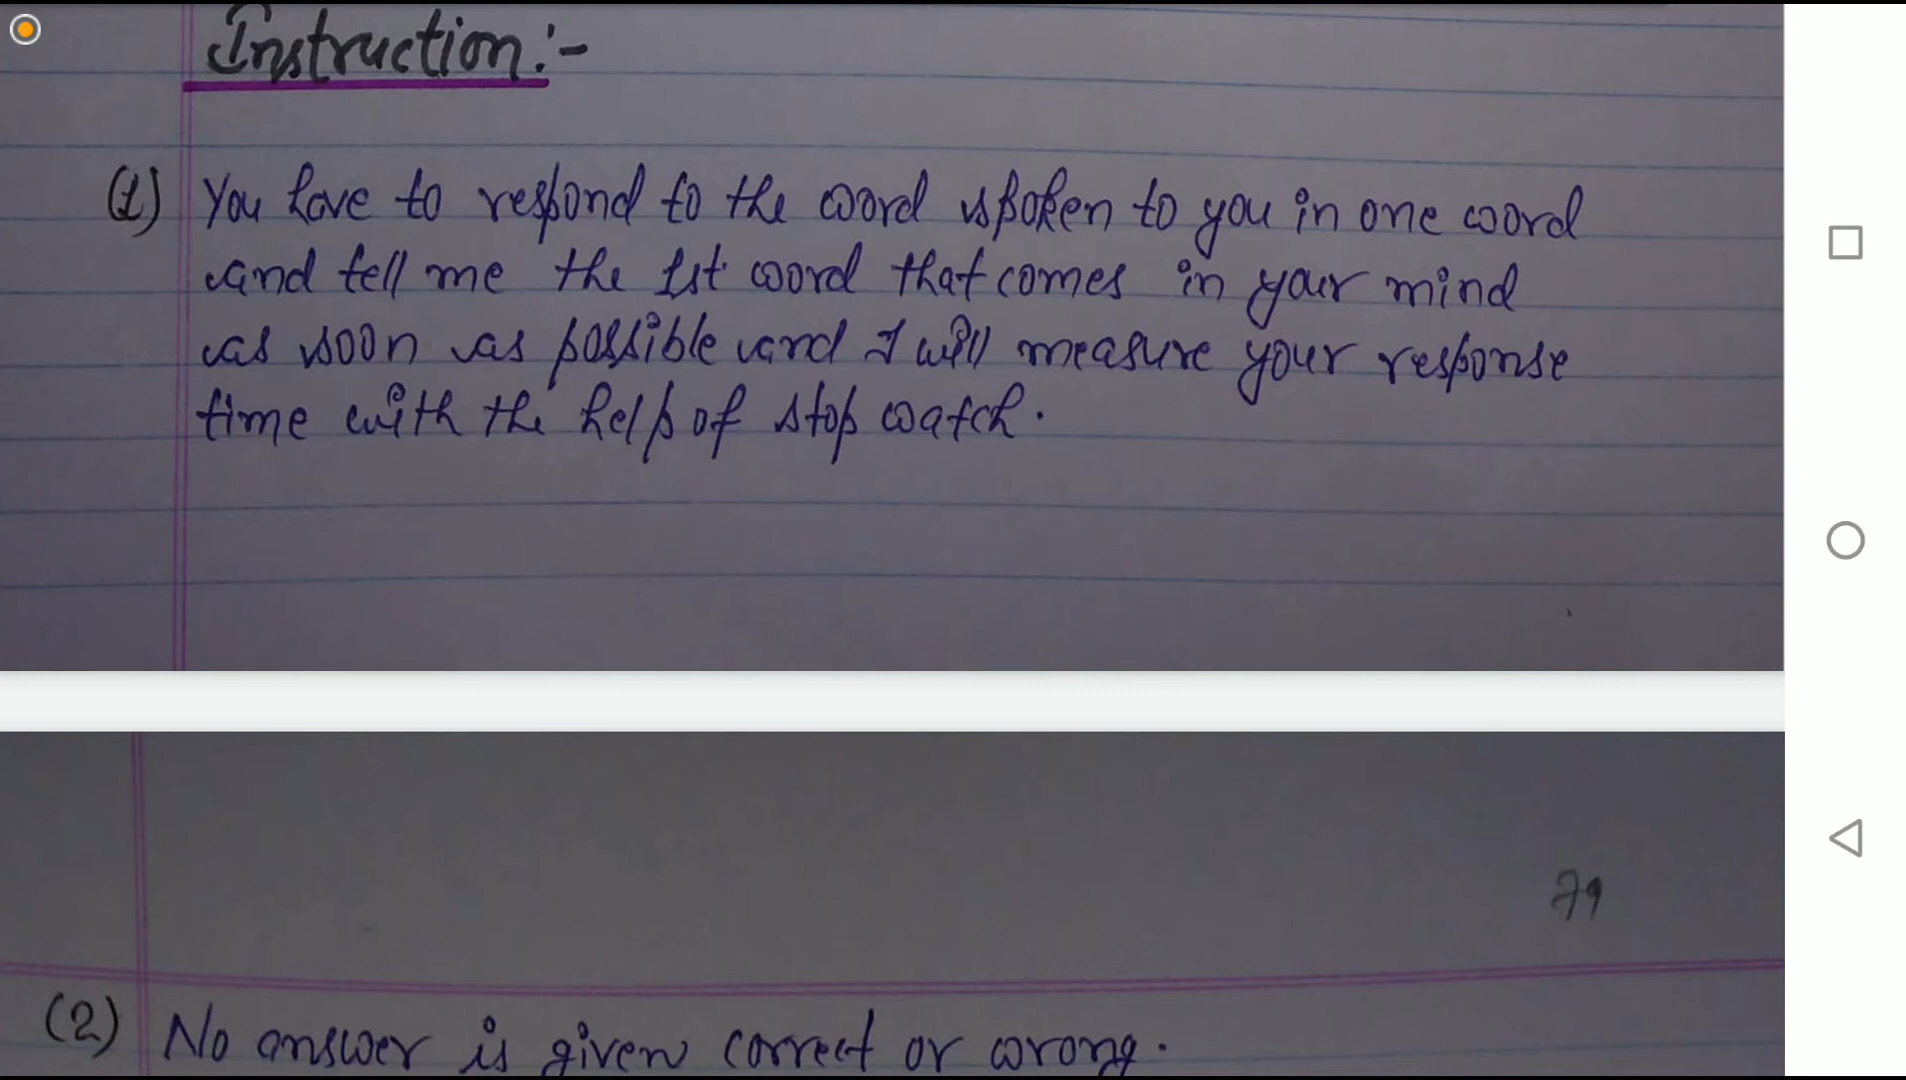 Instruction:-
(1) You have to respond to the word spoken to you in one word
and tell me the 1st word that comes in your mind
as soon as possible and I will measure your response
time with the help of stop watch.
79
(2) No answer is given correct or wrong.